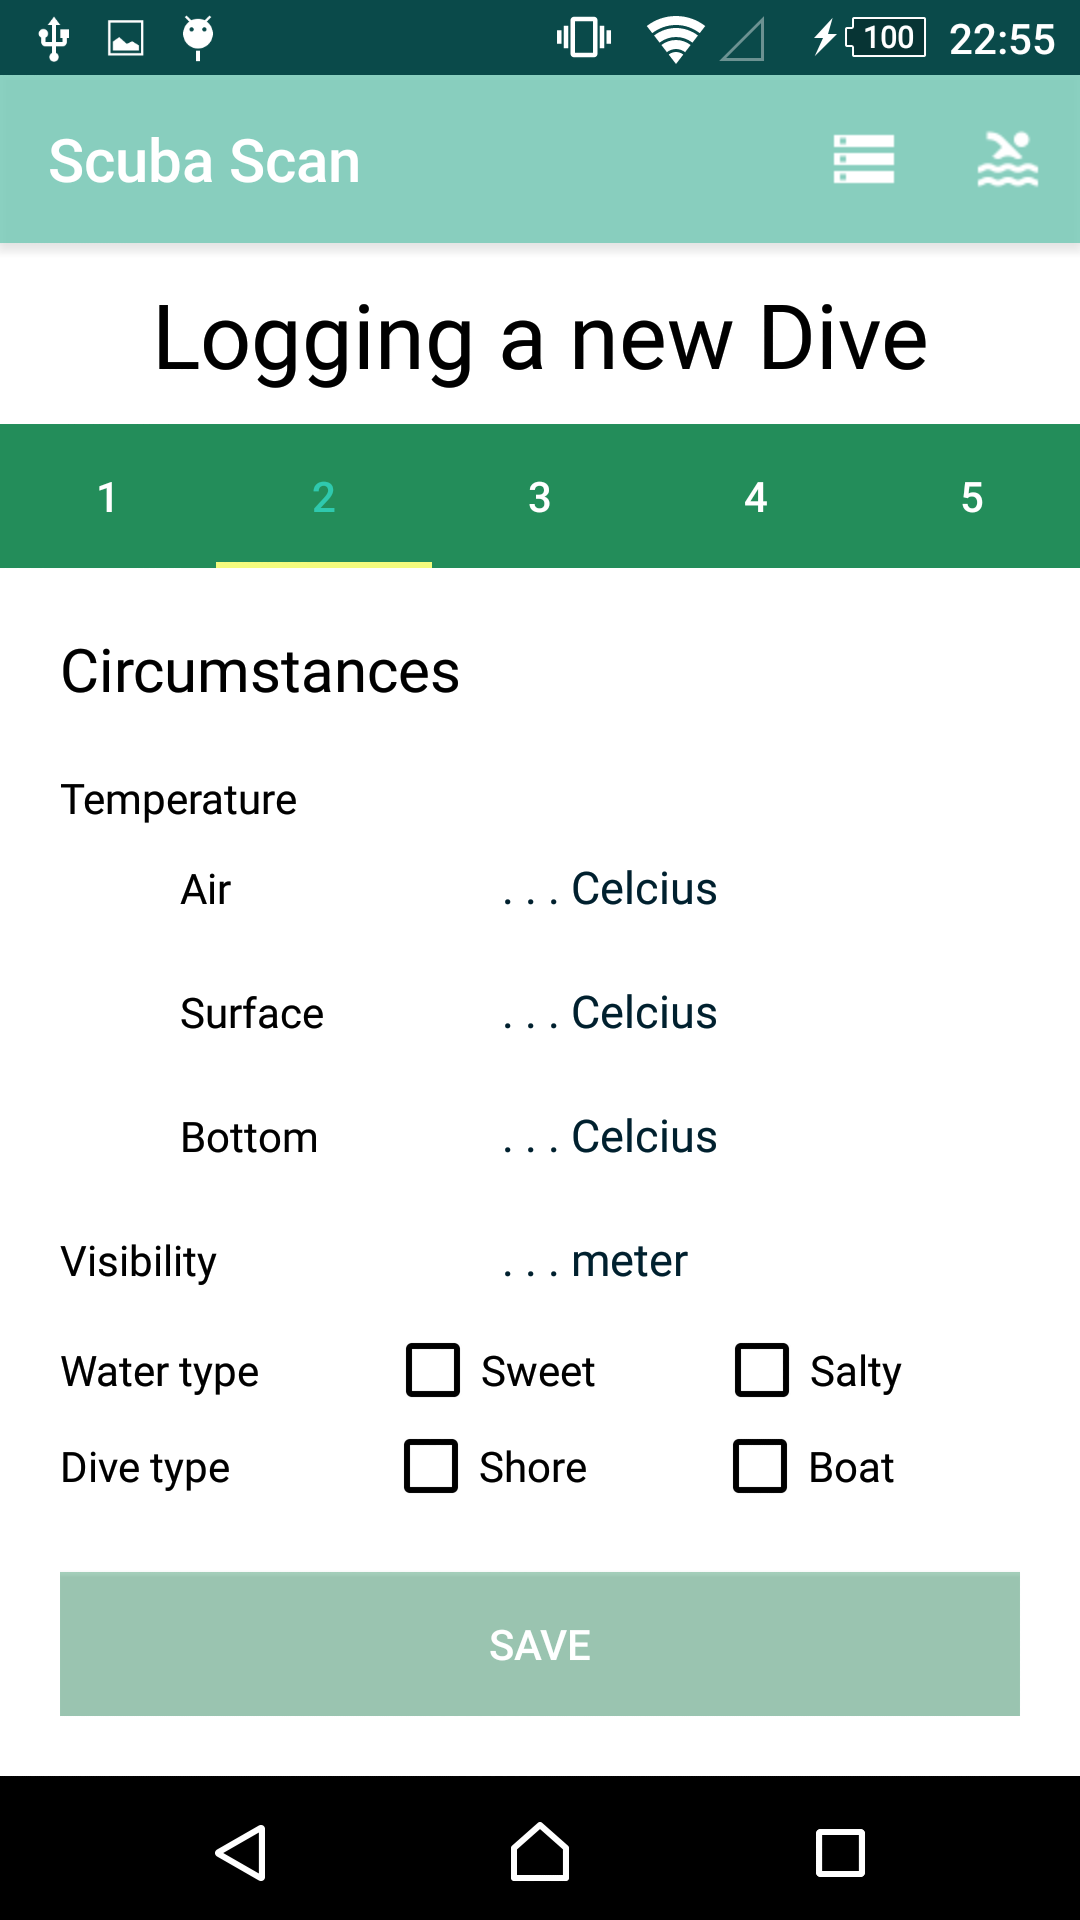 100 22:55
Scuba Scan
Logging a new Dive
1 2 3 4 5
Circumstances
Temperature
Air . . . Celcius
Surface . . . Celcius
Bottom . . . Celcius
Visibility . . . meter
Water type Sweet Salty
Dive type Shore Boat
SAVE